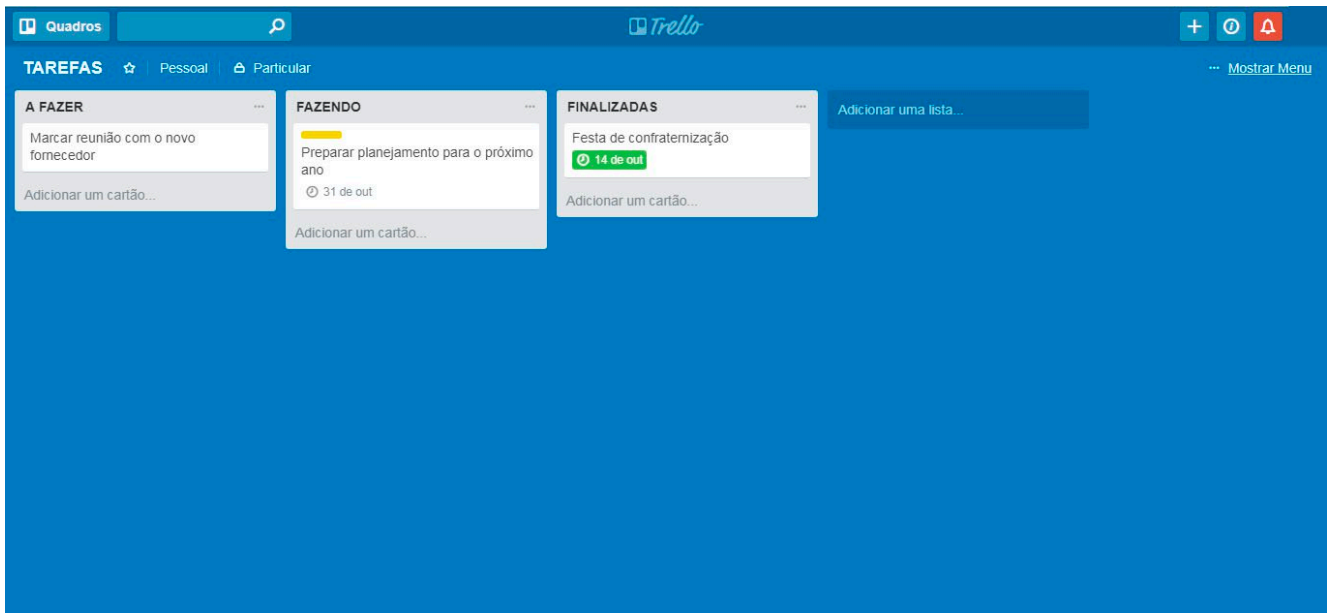 Quadros
Trello
TAREFAS Pessoal Particular
... Mostrar Menu
A FAZER ...
Marcar reunião com o novo
fornecedor
Adicionar um cartão...
FAZENDO ...
Preparar planejamento para o próximo
ano
31 de out
Adicionar um cartão...
FINALIZADAS ...
Festa de confraternização
14 de out
Adicionar um cartão...
Adicionar uma lista...